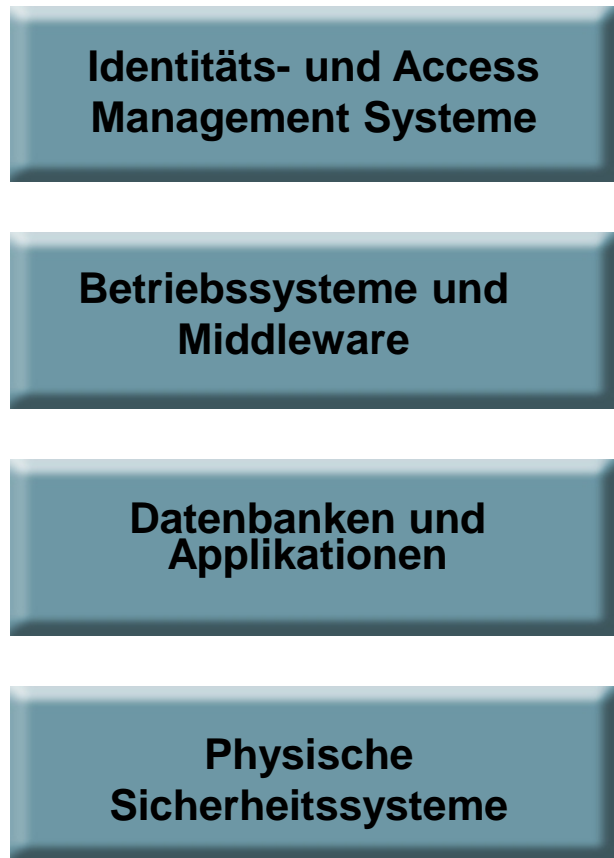 Identitäts- und Access
Management Systeme
Betriebssysteme und
Middleware
Datenbanken und
Applikationen
Physische
Sicherheitssysteme